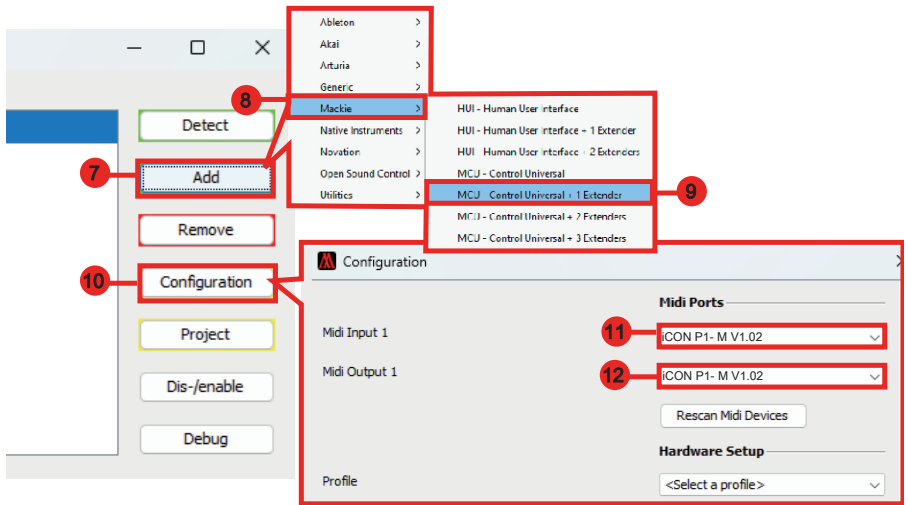 Ableton >
Akai >
Arturia >
Generic >
8
Mackie >
Native Instruments >
Novation >
Open Sound Control >
Utilities >
HUI - Human User Interface
HUI - Human User Interface + 1 Extender
HUI - Human User Interface + 2 Extenders
MCU - Control Universal
MCU - Control Universal + 1 Extender
9
MCU - Control Universal + 2 Extenders
MCU - Control Universal + 3 Extenders
Detect
7
Add
Remove
10
Configuration
Project
Dis-/enable
Debug
Configuration
Midi Ports
Midi Input 1
11
iCON P1- M V1.02
Midi Output 1
12
iCON P1- M V1.02
Rescan Midi Devices
Hardware Setup
Profile
<Select a profile>